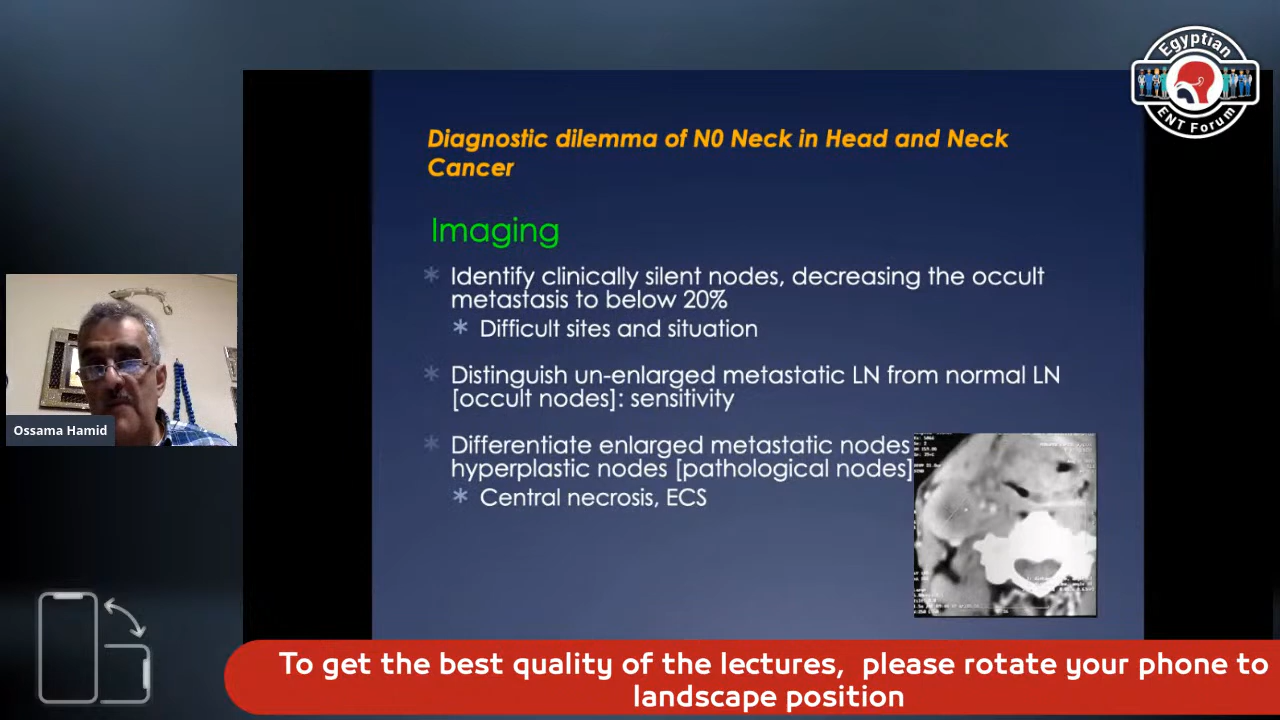 Egyptian
ENT Forum
Diagnostic dilemma of N0 Neck in Head and Neck
Cancer
Imaging
* Identify clinically silent nodes, decreasing the occult
metastasis to below 20%
* Difficult sites and situation
* Distinguish un-enlarged metastatic LN from normal LN
[occult nodes]: sensitivity
* Differentiate enlarged metastatic nodes
hyperplastic nodes [pathological nodes]
* Central necrosis, ECS
Ossama Hamid
To get the best quality of the lectures, please rotate your phone to
landscape position